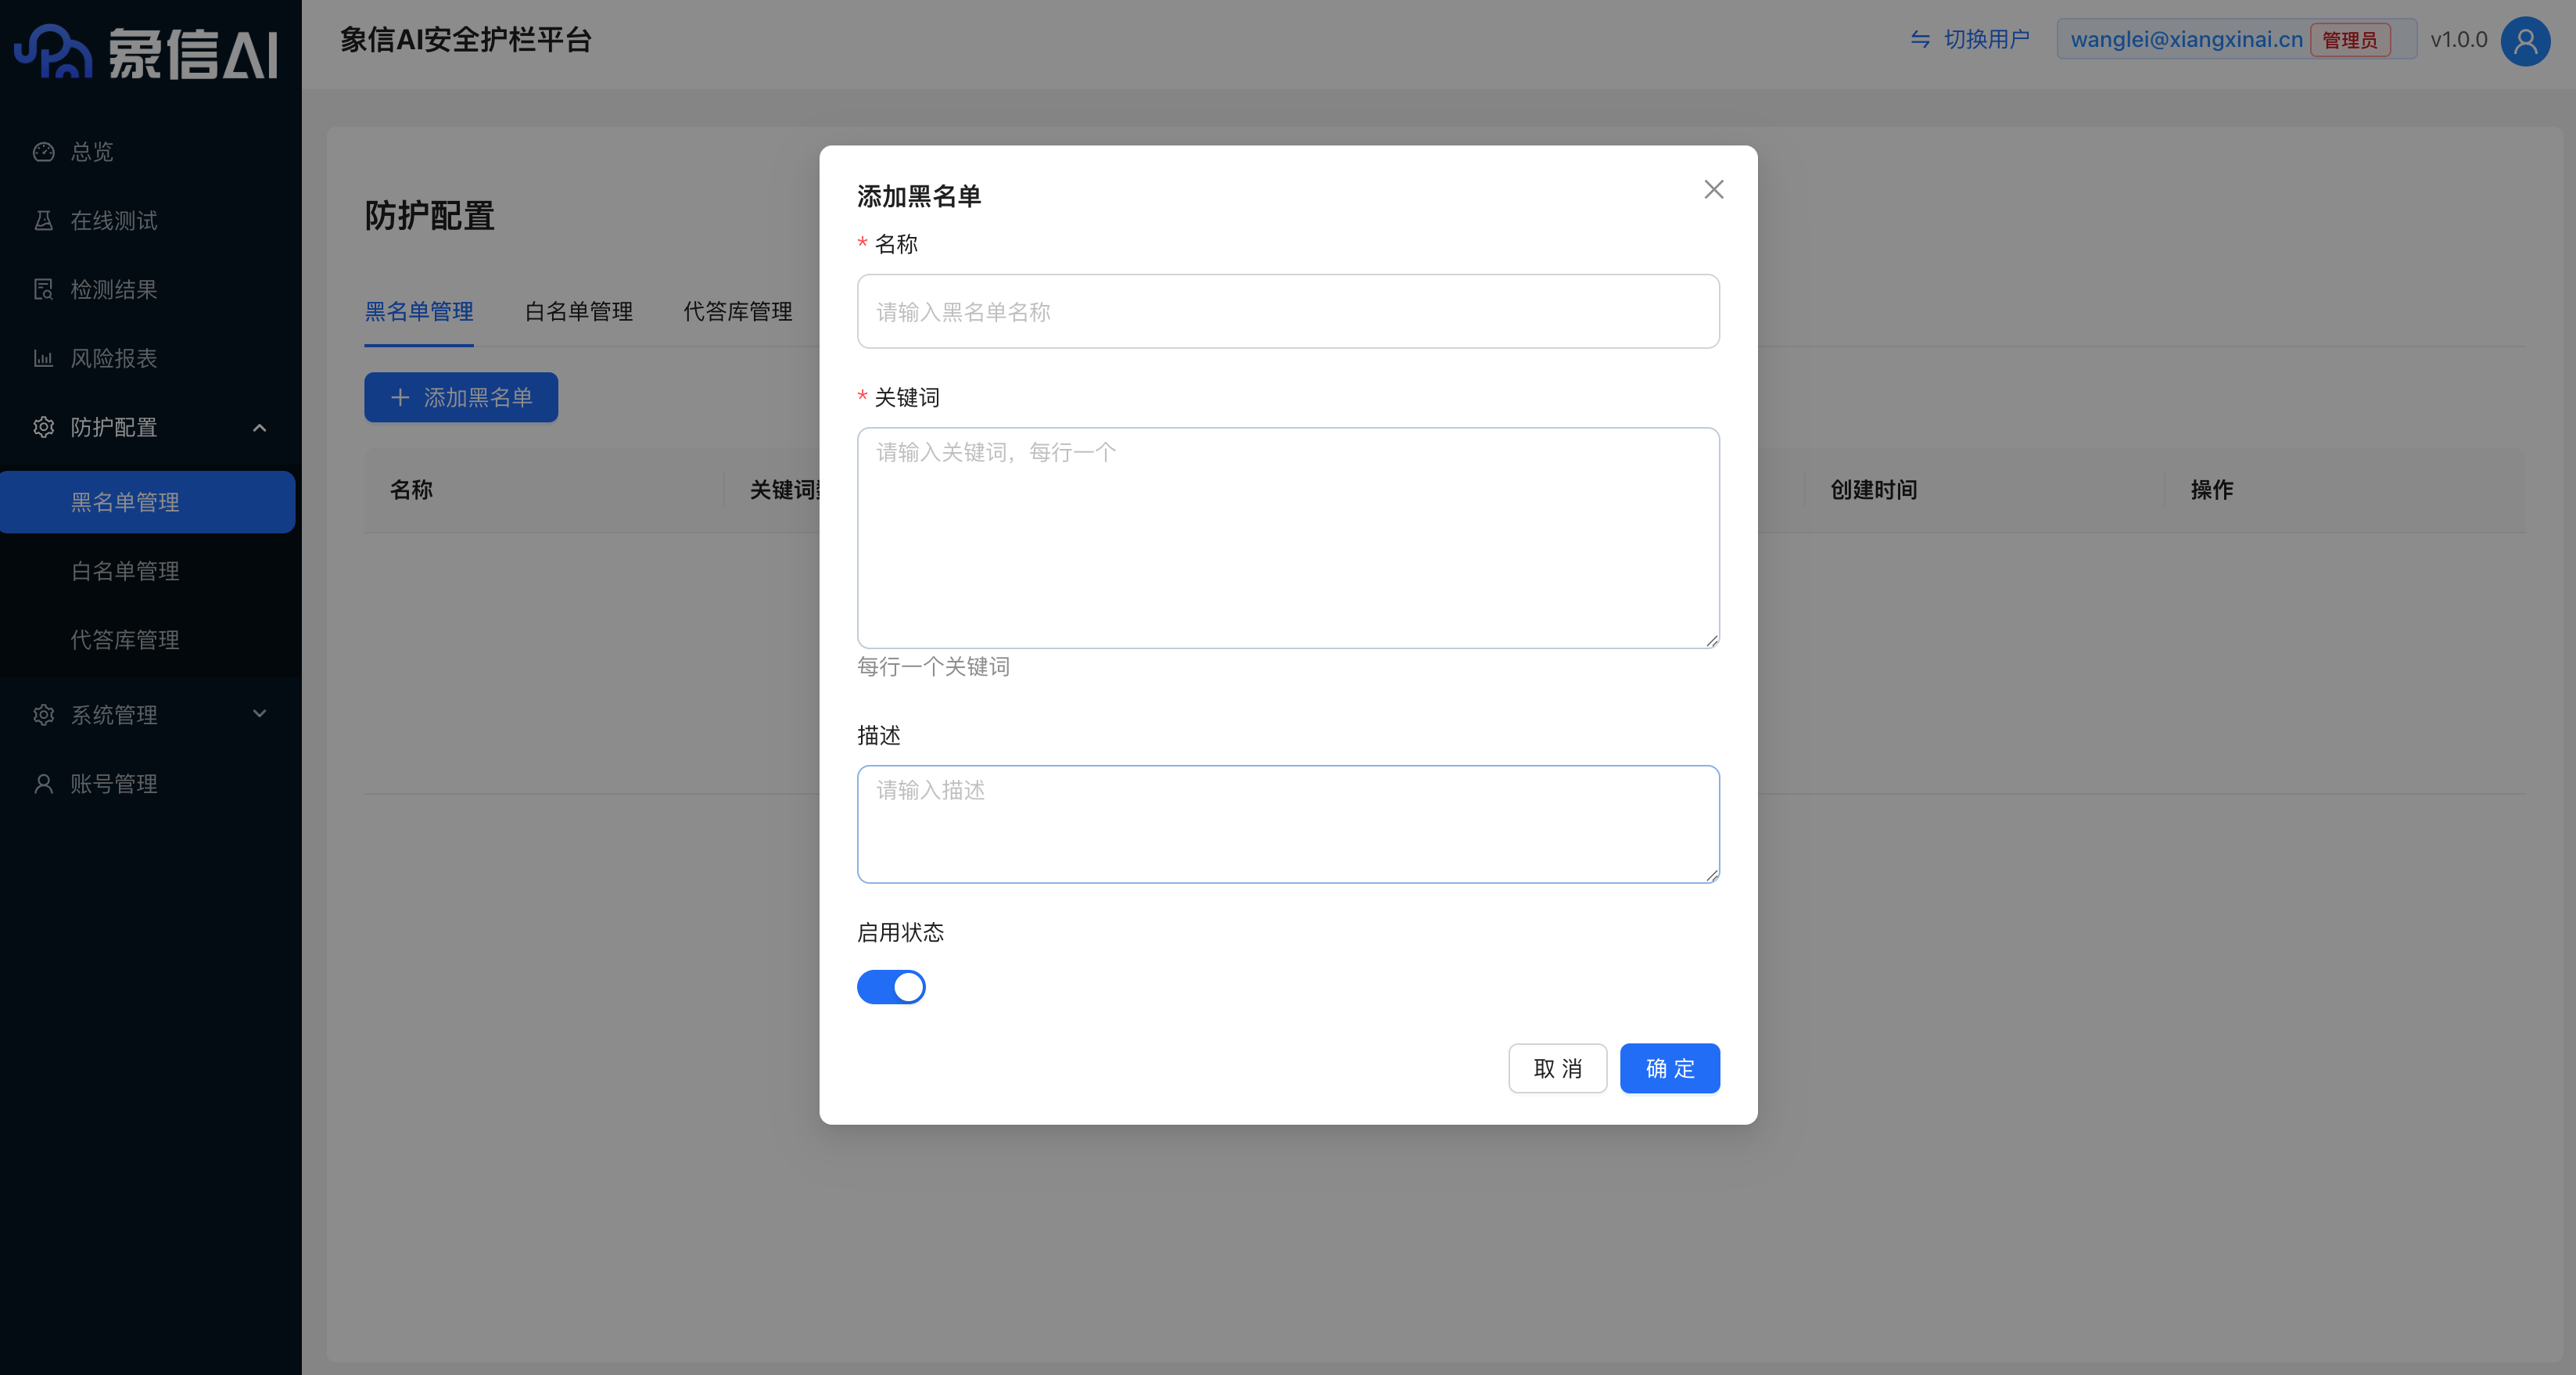 象信AI
象信AI安全护栏平台
切换用户
wanglei@xiangxinai.cn 管理员
v1.0.0
总览
在线测试
检测结果
风险报表
防护配置
黑名单管理
白名单管理
代答库管理
系统管理
账号管理
防护配置
黑名单管理 白名单管理 代答库管理
添加黑名单
名称 关键词 创建时间 操作
添加黑名单
* 名称
请输入黑名单名称
* 关键词
请输入关键词，每行一个
每行一个关键词
描述
请输入描述
启用状态
取 消 确 定